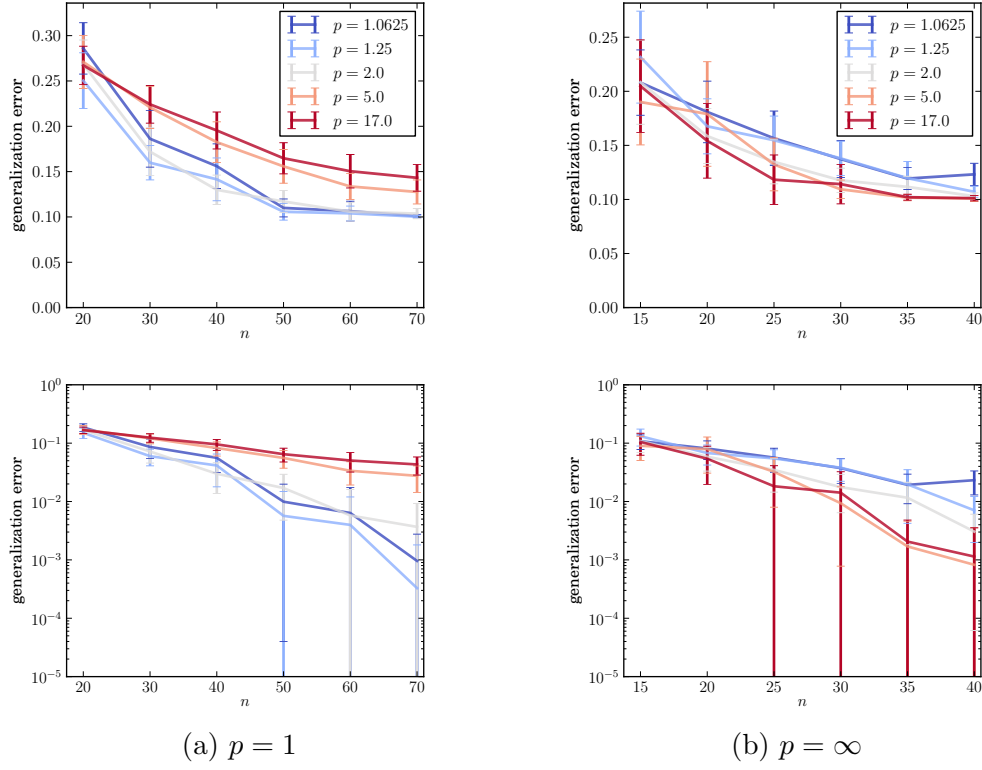 generalization error
0.30
0.25
0.20
0.15
0.10
0.05
0.00
20 30 40 50 60 70
n
p = 1.0625
p = 1.25
p = 2.0
p = 5.0
p = 17.0
generalization error
0.25
0.20
0.15
0.10
0.05
0.00
15 20 25 30 35 40
n
p = 1.0625
p = 1.25
p = 2.0
p = 5.0
p = 17.0
generalization error
10⁰
10⁻¹
10⁻²
10⁻³
10⁻⁴
10⁻⁵
20 30 40 50 60 70
n
generalization error
10⁰
10⁻¹
10⁻²
10⁻³
10⁻⁴
10⁻⁵
15 20 25 30 35 40
n
(a) p = 1
(b) p = ∞